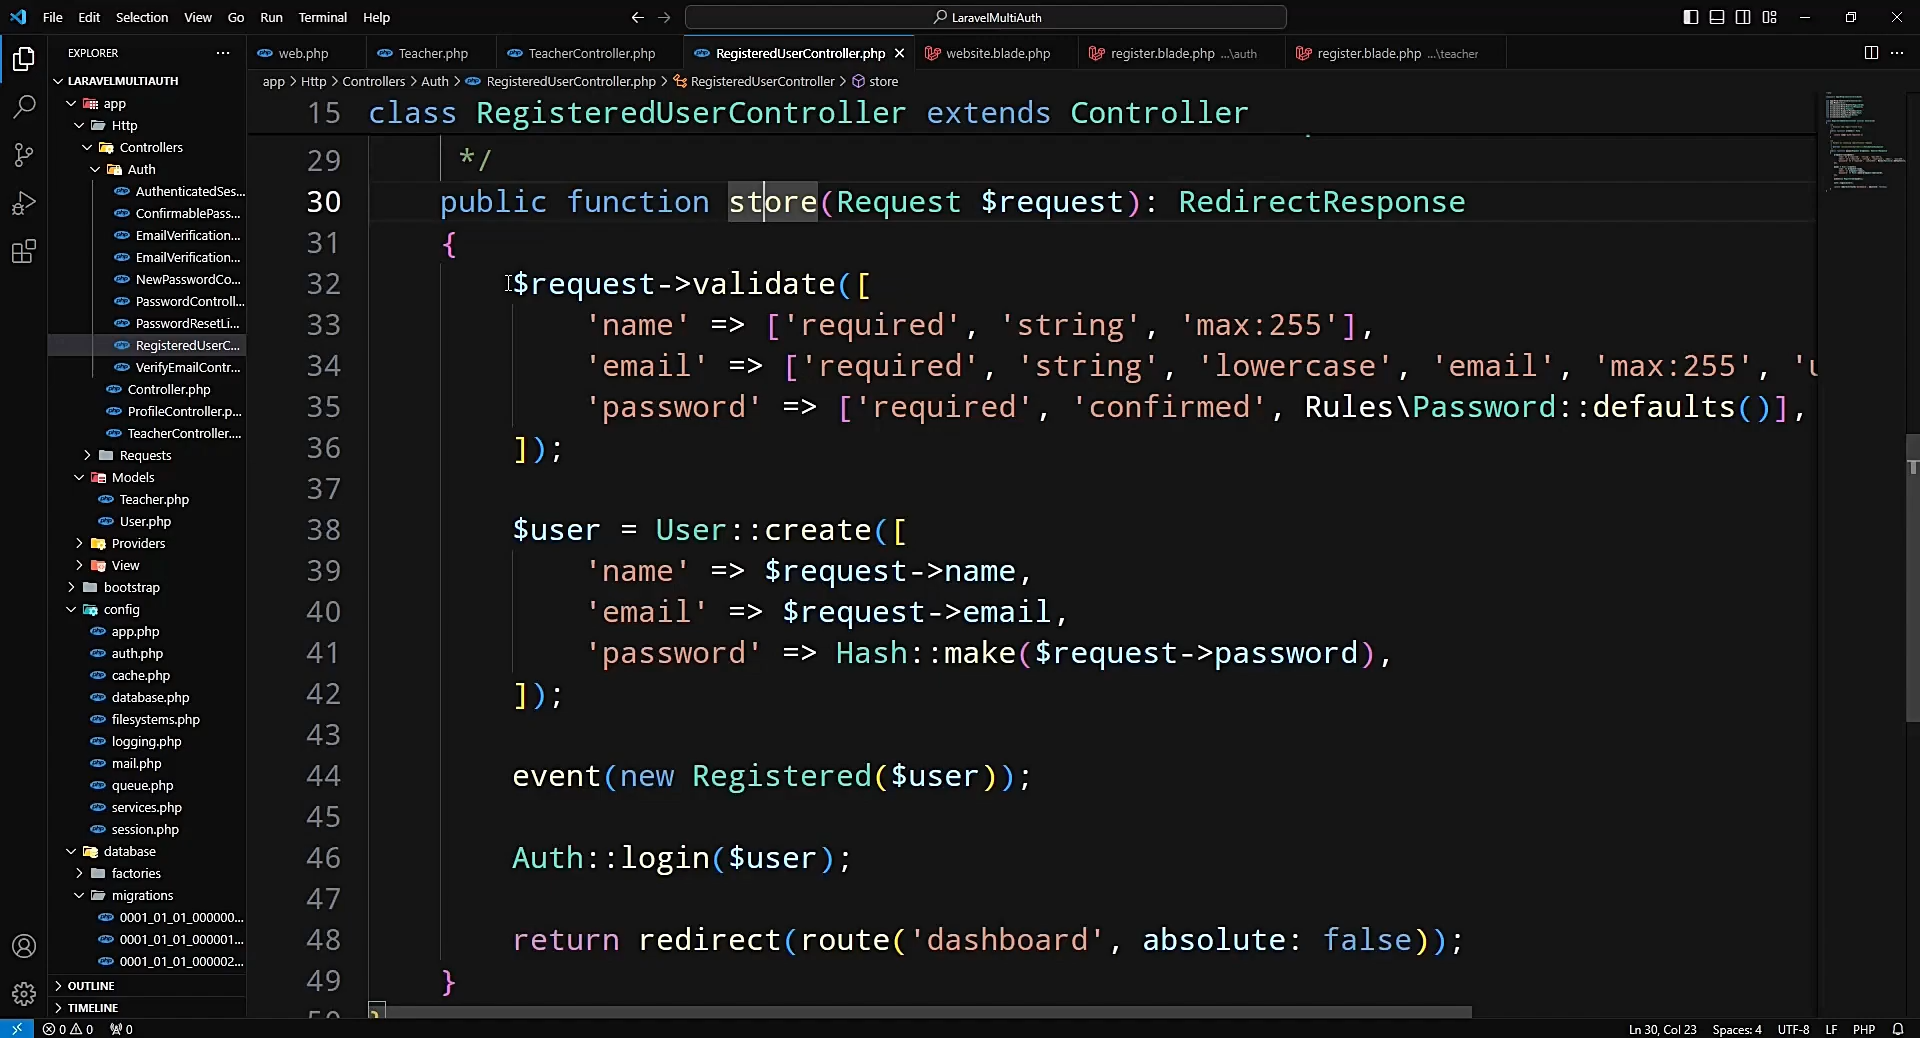 File Edit Selection View Go Run Terminal Help
LaravelMultiAuth
EXPLORER
web.php
Teacher.php
TeacherController.php
RegisteredUserController.php
website.blade.php
register.blade.php ...\auth
register.blade.php ...\teacher
app > Http > Controllers > Auth > RegisteredUserController.php > RegisteredUserController > store
LARAVELMULTIAUTH
app
Http
Controllers
Auth
AuthenticatedSes...
ConfirmablePass...
EmailVerification...
EmailVerification...
NewPasswordCo...
PasswordControll...
PasswordResetLi...
RegisteredUserC...
VerifyEmailContr...
Controller.php
ProfileController.p...
TeacherController....
Requests
Models
Teacher.php
User.php
Providers
View
bootstrap
config
app.php
auth.php
cache.php
database.php
filesystems.php
logging.php
mail.php
queue.php
services.php
session.php
database
factories
migrations
0001_01_01_000000...
0001_01_01_000001...
0001_01_01_000002...
OUTLINE
TIMELINE
15 class RegisteredUserController extends Controller
29 */
30 public function store(Request $request): RedirectResponse
31 {
32 $request->validate([
33 'name' => ['required', 'string', 'max:255'],
34 'email' => ['required', 'string', 'lowercase', 'email', 'max:255', 'u
35 'password' => ['required', 'confirmed', Rules\Password::defaults()],
36 ]);
37
38 $user = User::create([
39 'name' => $request->name,
40 'email' => $request->email,
41 'password' => Hash::make($request->password),
42 ]);
43
44 event(new Registered($user));
45
46 Auth::login($user);
47
48 return redirect(route('dashboard', absolute: false));
49 }
50 }
0 0 0
Ln 30, Col 23 Spaces: 4 UTF-8 LF PHP